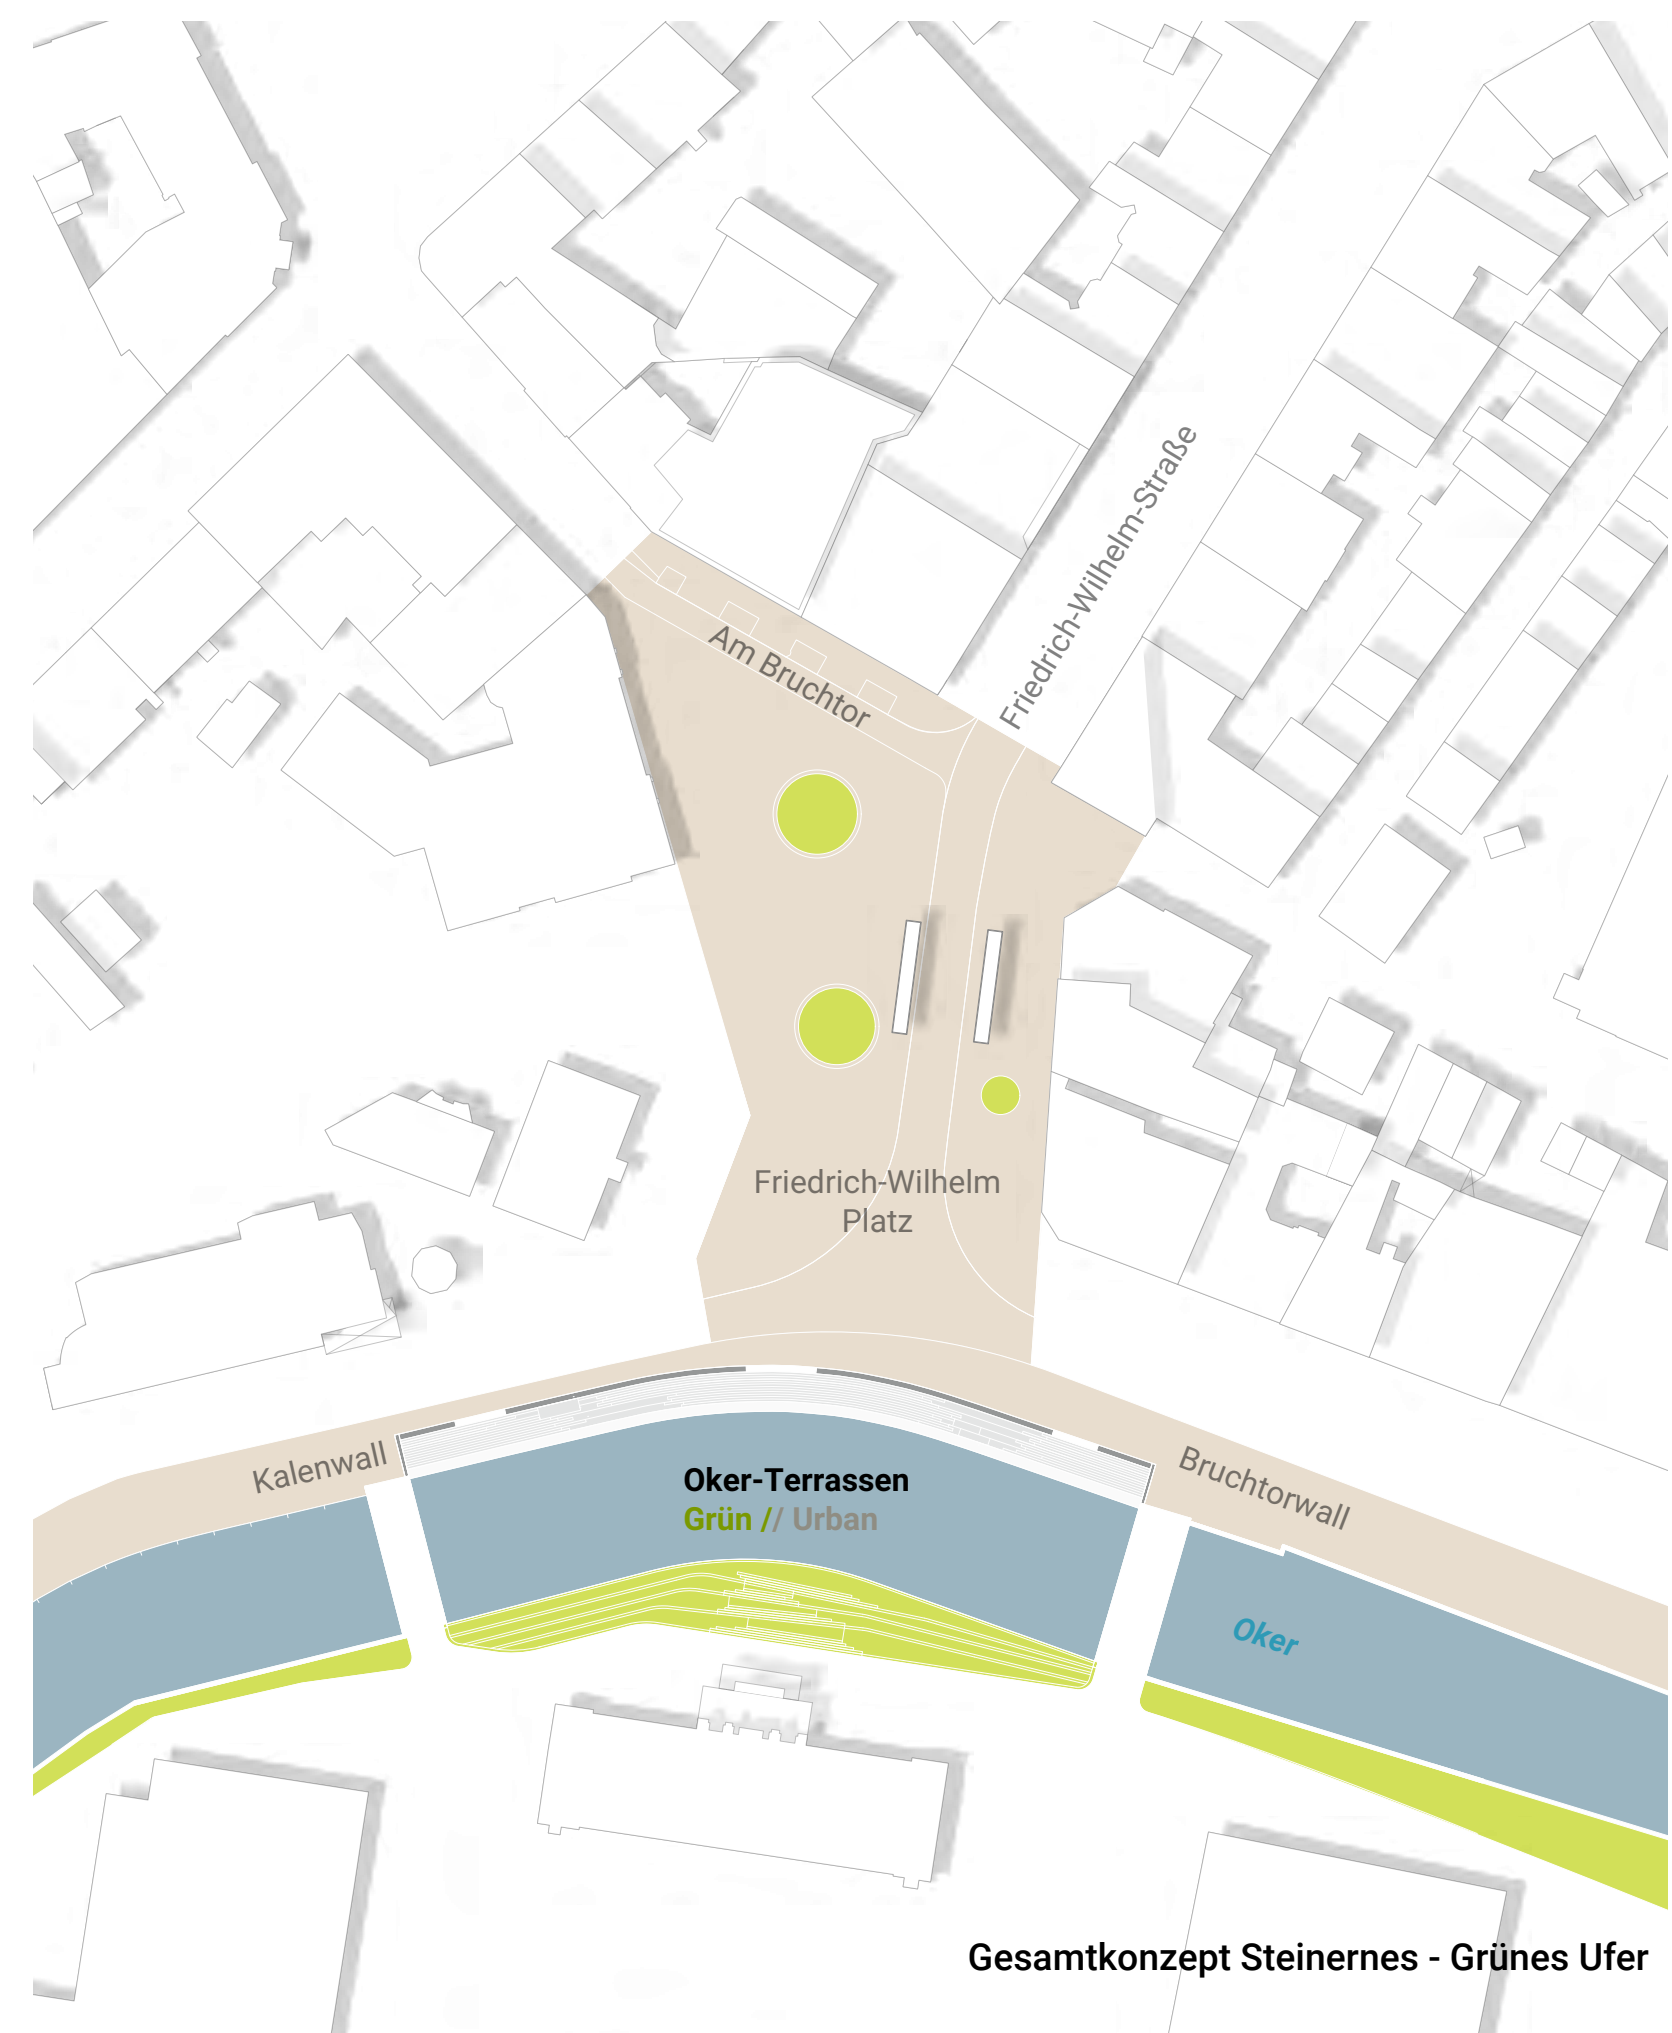 Friedrich-Wilhelm-Straße
Am Bruchtor
Friedrich-Wilhelm
Platz
Kalenwall
Bruchtorwall
Oker-Terrassen
Grün // Urban
Oker
Gesamtkonzept Steinernes - Grünes Ufer